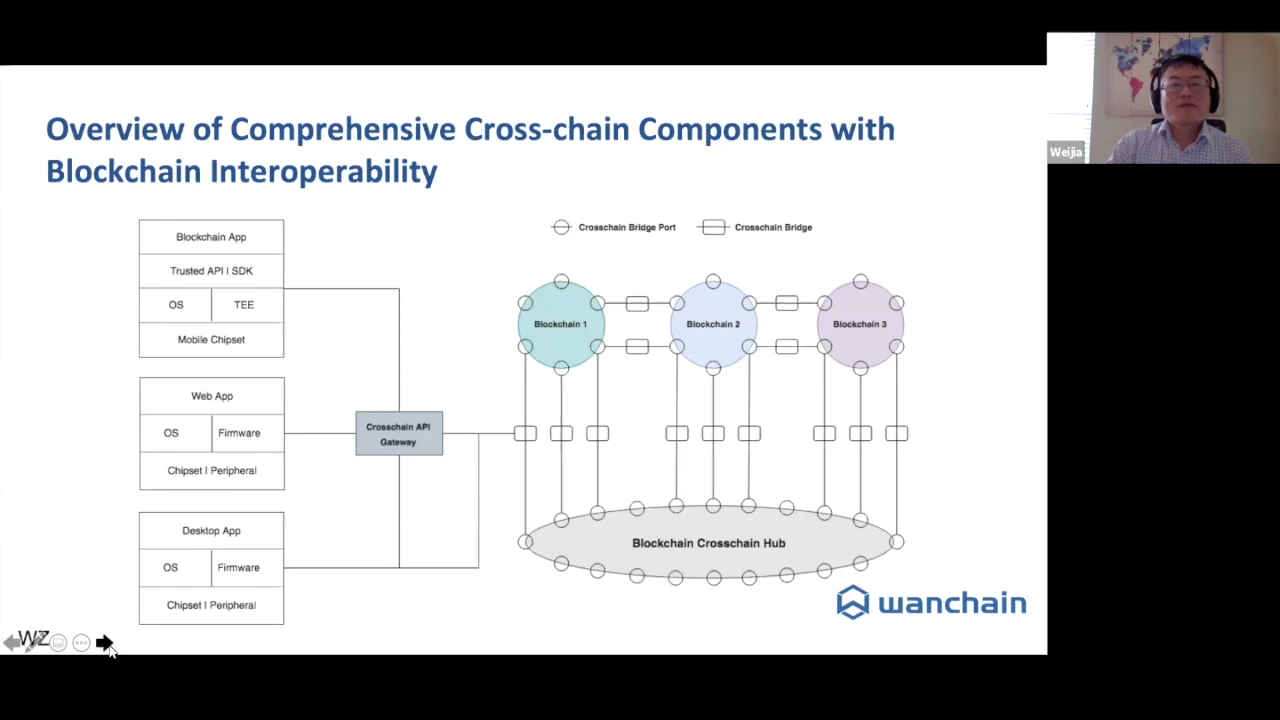 Overview of Comprehensive Cross-chain Components with
Blockchain Interoperability
Blockchain App
Trusted API | SDK
OS
TEE
Mobile Chipset
Web App
OS
Firmware
Chipset | Peripheral
Desktop App
OS
Firmware
Chipset | Peripheral
Crosschain API
Gateway
Crosschain Bridge Port
Crosschain Bridge
Blockchain 1
Blockchain 2
Blockchain 3
Blockchain Crosschain Hub
wanchain
WZ
Weijia